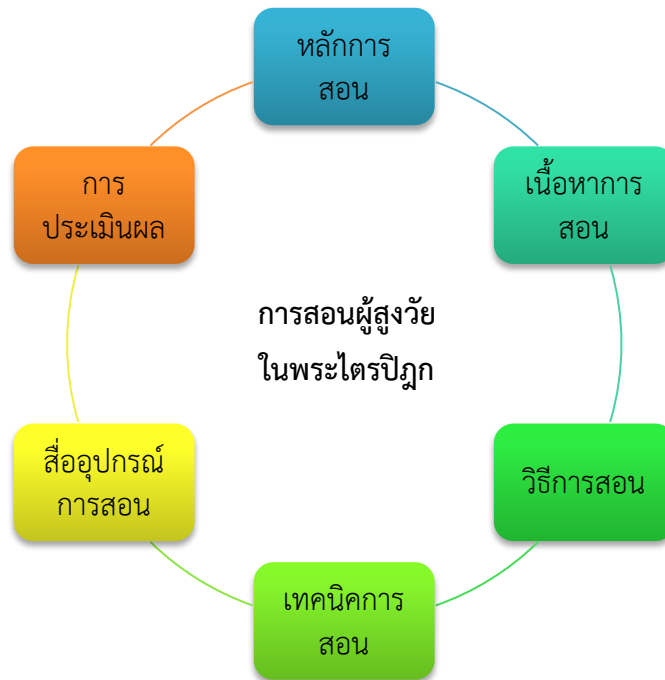 หลักการ
สอน
เนื้อหาการ
สอน
วิธีการสอน
เทคนิคการ
สอน
สื่ออุปกรณ์
การสอน
การ
ประเมินผล
การสอนผู้สูงวัย
ในพระไตรปิฎก